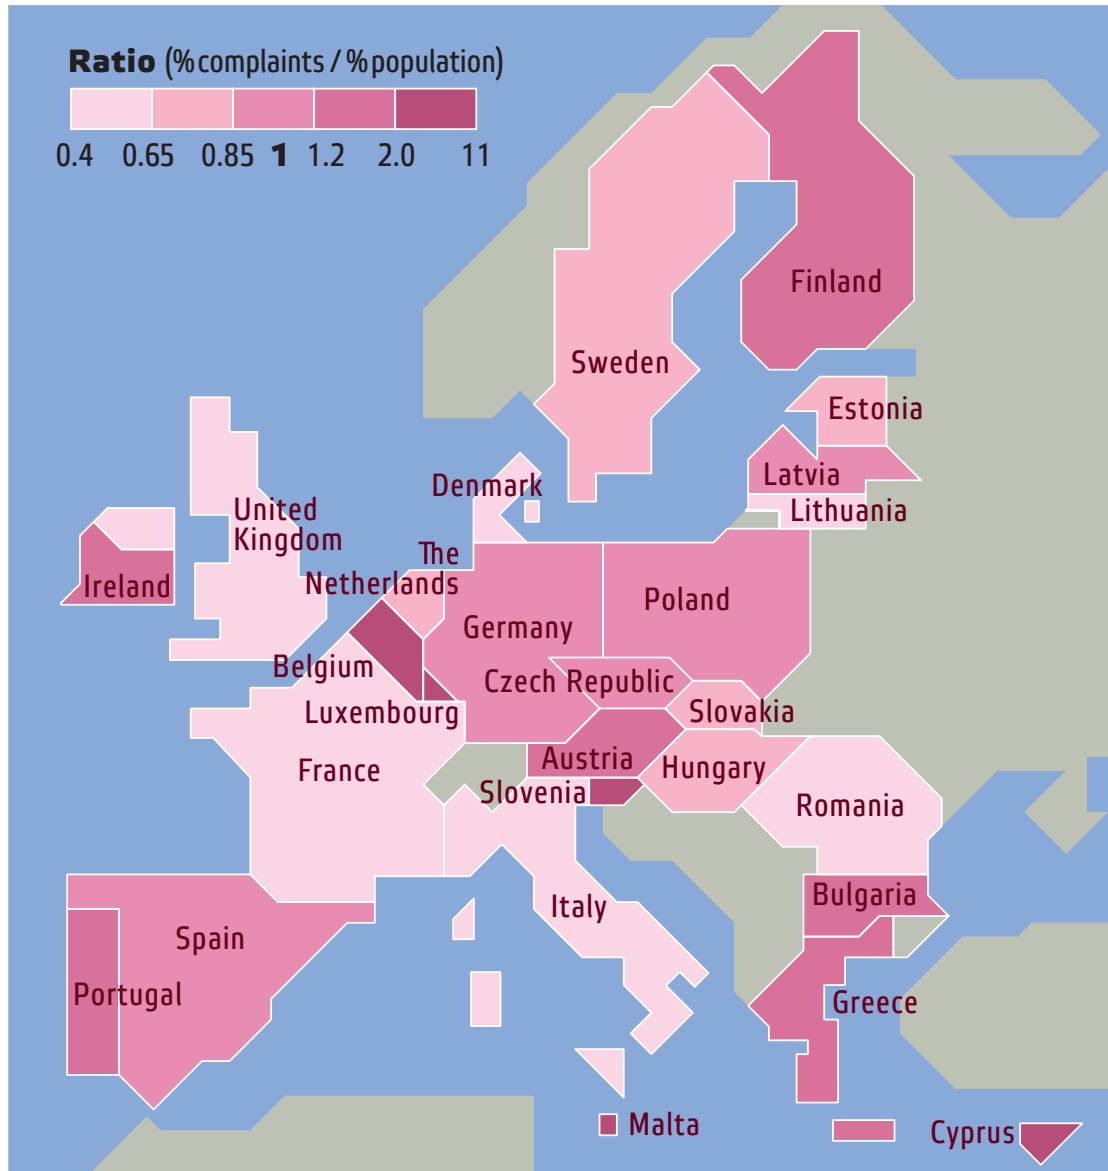 Ratio (% complaints / % population)
0.4 0.65 0.85 1 1.2 2.0 11
Finland
Sweden
Estonia
Latvia
Lithuania
Denmark
United
Kingdom
Ireland
The
Netherlands
Germany
Poland
Belgium
Czech Republic
Luxembourg
Slovakia
France
Austria
Hungary
Slovenia
Romania
Bulgaria
Italy
Spain
Portugal
Greece
Malta
Cyprus